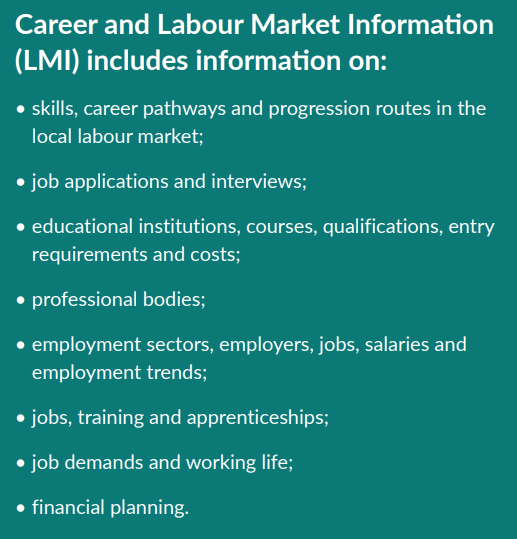 Career and Labour Market Information
(LMI) includes information on:
• skills, career pathways and progression routes in the
local labour market;
• job applications and interviews;
• educational institutions, courses, qualifications, entry
requirements and costs;
• professional bodies;
• employment sectors, employers, jobs, salaries and
employment trends;
• jobs, training and apprenticeships;
• job demands and working life;
• financial planning.